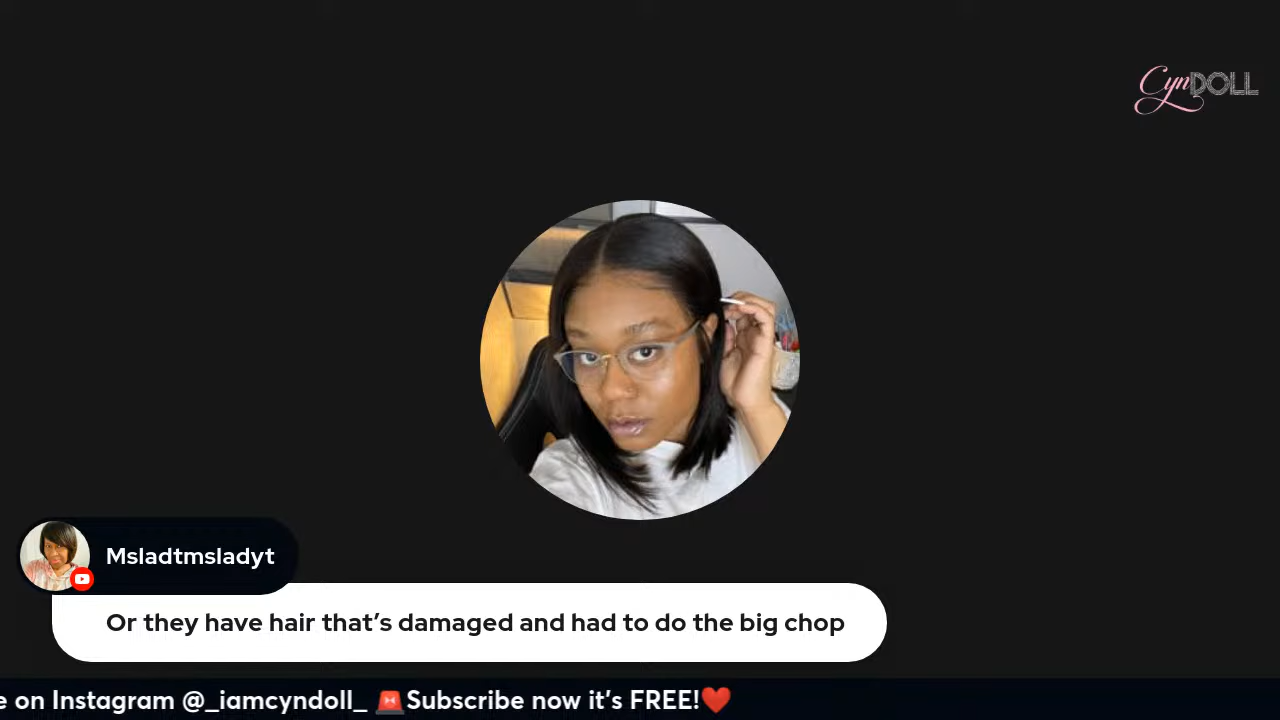 CynDOLL
Msladtmsladyt
Or they have hair that’s damaged and had to do the big chop
e on Instagram @_iamcyndoll_ 🚨Subscribe now it’s FREE!❤️